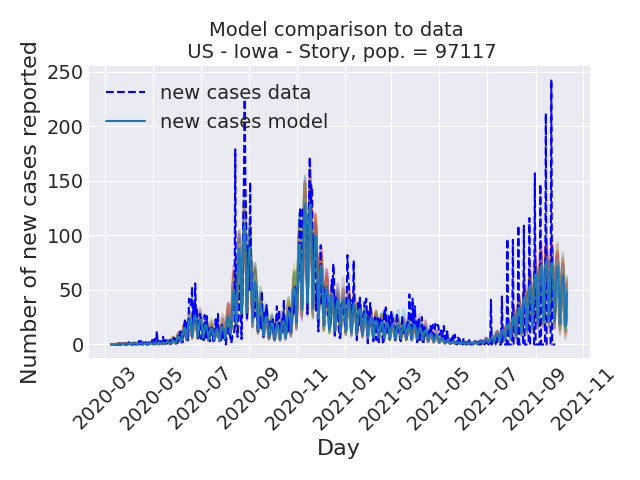 Model comparison to data
US - Iowa - Story, pop. = 97117
Number of new cases reported
250
200
150
100
50
0
new cases data
new cases model
2020-03
2020-05
2020-07
2020-09
2020-11
2021-01
2021-03
2021-05
2021-07
2021-09
2021-11
Day